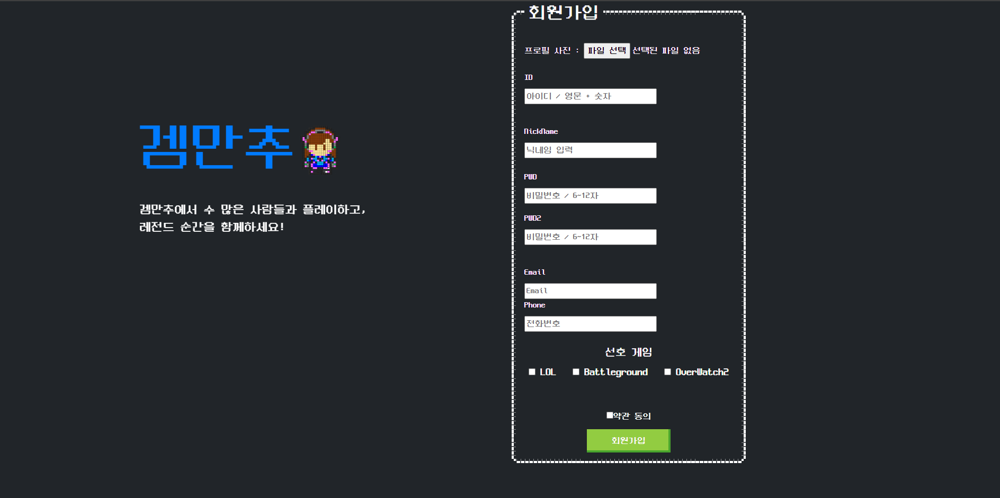 겜만추
겜만추에서 수 많은 사람들과 플레이하고,
레전드 순간을 함께하세요!
회원가입
프로필 사진 : 파일 선택 선택된 파일 없음
ID
아이디 / 영문 + 숫자
NickName
닉네임 입력
PWD
비밀번호 / 6~12자
PWD2
비밀번호 / 6~12자
Email
Email
Phone
전화번호
선호 게임
LOL Battleground OverWatch2
약관 동의
회원가입